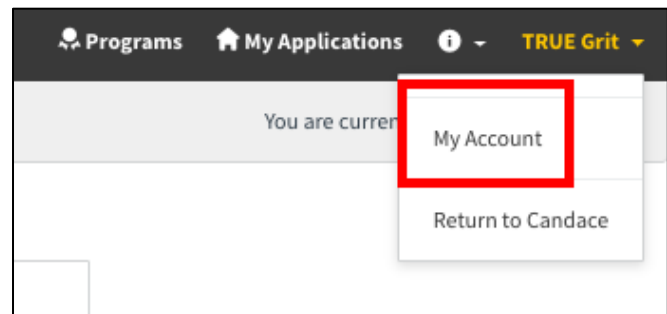 Programs My Applications TRUE Grit
You are curren
My Account
Return to Candace